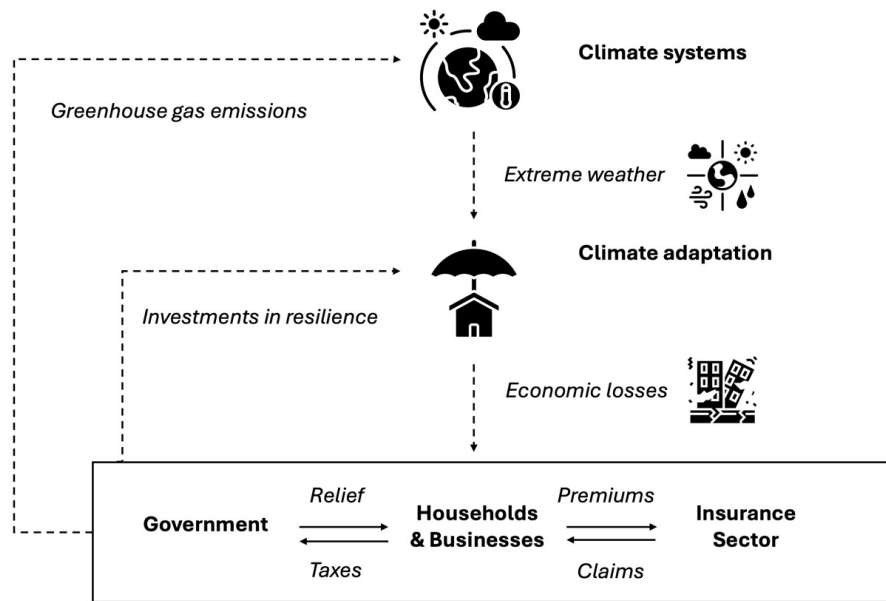 Climate systems
Greenhouse gas emissions
Extreme weather
Climate adaptation
Investments in resilience
Economic losses
Relief
Premiums
Government
Households
& Businesses
Insurance
Sector
Taxes
Claims